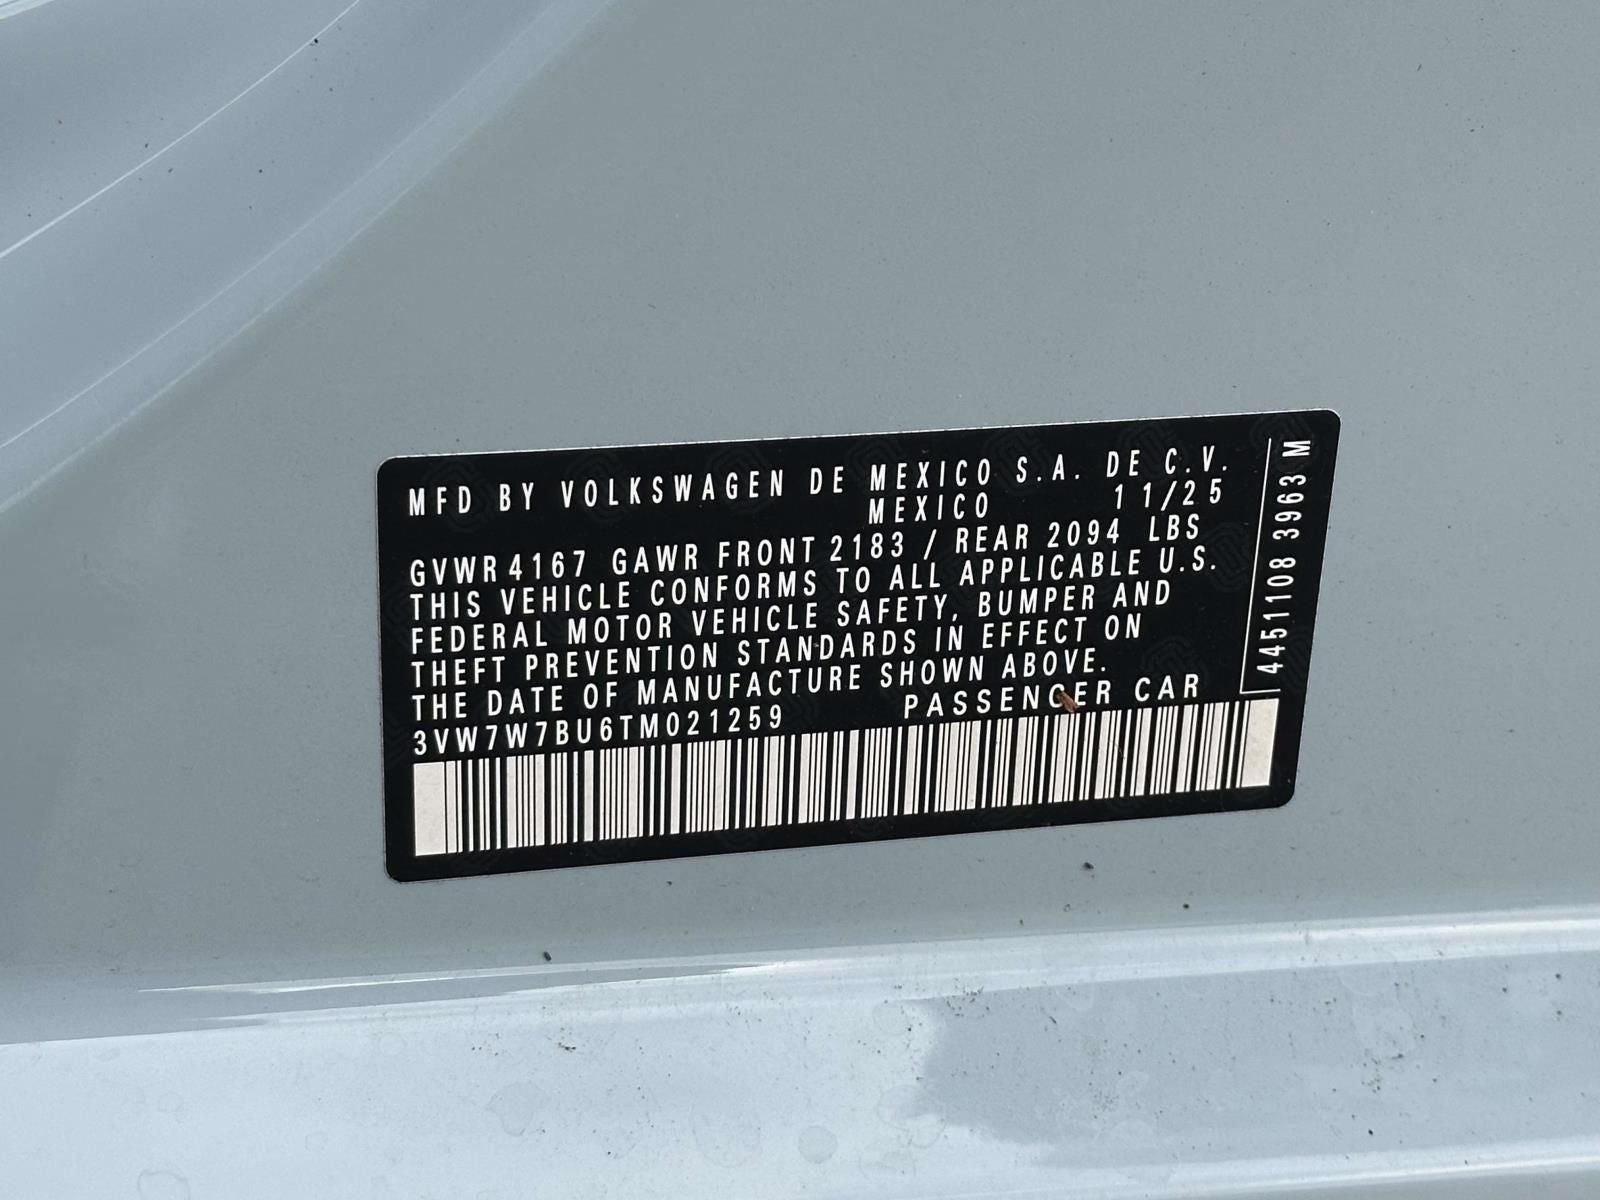 MFD BY VOLKSWAGEN DE MEXICO S.A. DE C.V.
MEXICO 11/25
GVWR 4167 GAWR FRONT 2183 / REAR 2094 LBS
THIS VEHICLE CONFORMS TO ALL APPLICABLE U.S.
FEDERAL MOTOR VEHICLE SAFETY, BUMPER AND
THEFT PREVENTION STANDARDS IN EFFECT ON
THE DATE OF MANUFACTURE SHOWN ABOVE.
3VW7W7BU6TM021259 PASSENGER CAR
4451108 3963 M